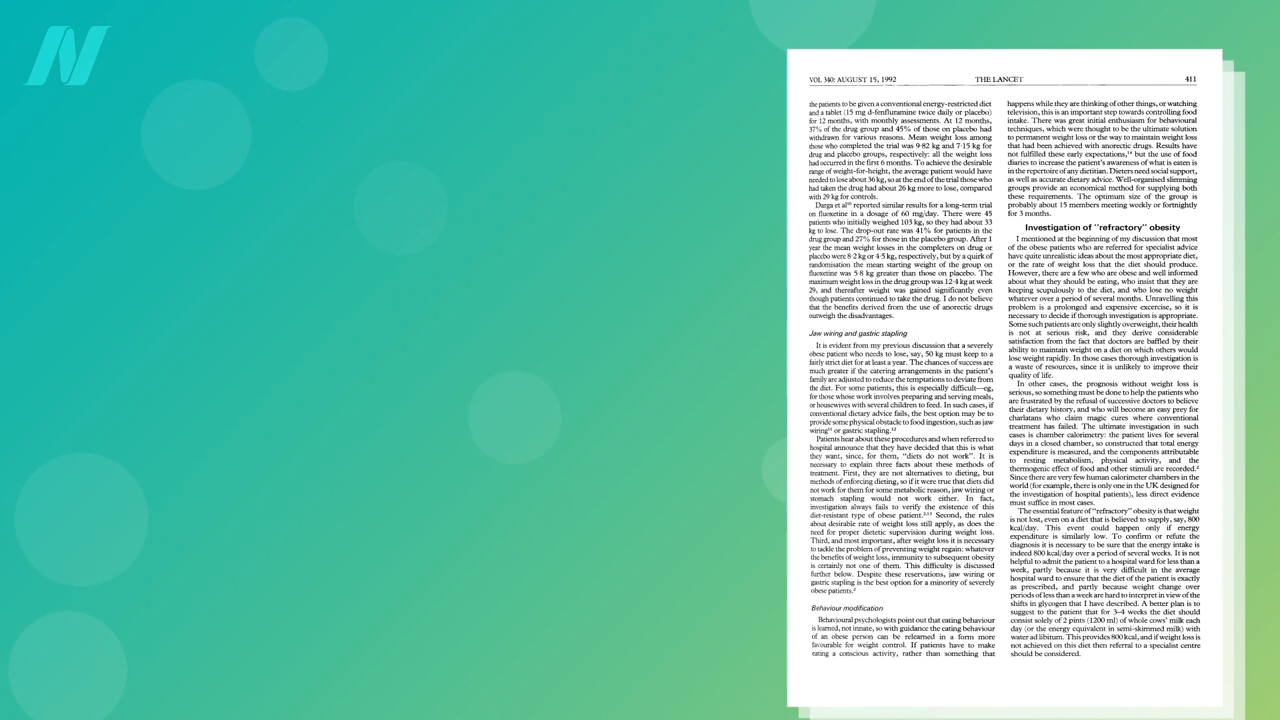 VOL 340: AUGUST 15, 1992 THE LANCET 411
the patients to be given a conventional energy-restricted diet
and a tablet (15 mg d-fenfluramine twice daily or placebo)
for 12 months, with monthly assessments. At 12 months,
37% of the drug group and 45% of those on placebo had
withdrawn for various reasons. Mean weight loss among
those who completed the trial was 9·82 kg and 7·15 kg for
drug and placebo groups, respectively: all the weight loss
had occurred in the first 6 months. To achieve the desirable
range of weight-for-height, the average patient would have
needed to lose about 36 kg, so at the end of the trial those who
had taken the drug had about 26 kg more to lose, compared
with 29 kg for controls.
Darga et al¹⁰ reported similar results for a long-term trial
on fluoxetine in a dosage of 60 mg/day. There were 45
patients who initially weighed 103 kg, so they had about 33
kg to lose. The drop-out rate was 41% for patients in the
drug group and 27% for those in the placebo group. After 1
year the mean weight losses in the completers on drug or
placebo were 8·2 kg or 4·5 kg, respectively, but by a quirk of
randomisation the mean starting weight of the group on
fluoxetine was 5·8 kg greater than those on placebo. The
maximum weight loss in the drug group was 12·4 kg at week
29, and thereafter weight was gained significantly even
though patients continued to take the drug. I do not believe
that the benefits derived from the use of anorectic drugs
outweigh the disadvantages.
Jaw wiring and gastric stapling
It is evident from my previous discussion that a severely
obese patient who needs to lose, say, 50 kg must keep to a
fairly strict diet for at least a year. The chances of success are
much greater if the catering arrangements in the patient's
family are adjusted to reduce the temptations to deviate from
the diet. For some patients, this is especially difficult—eg,
for those whose work involves preparing and serving meals,
or housewives with several children to feed. In such cases, if
conventional dietary advice fails, the best option may be to
provide some physical obstacle to food ingestion, such as jaw
wiring¹¹ or gastric stapling.¹²
Patients hear about these procedures and when referred to
hospital announce that they have decided that this is what
they want, since, for them, "diets do not work". It is
necessary to explain three facts about these methods of
treatment. First, they are not alternatives to dieting, but
methods of enforcing dieting, so if it were true that diets did
not work for them for some metabolic reason, jaw wiring or
stomach stapling would not work either. In fact,
investigation always fails to verify the existence of this
diet-resistant type of obese patient.²,¹³ Second, the rules
about desirable rate of weight loss still apply, as does the
need for proper dietetic supervision during weight loss.
Third, and most important, after weight loss it is necessary
to tackle the problem of preventing weight regain: whatever
the benefits of weight loss, immunity to subsequent obesity
is certainly not one of them. This difficulty is discussed
further below. Despite these reservations, jaw wiring or
gastric stapling is the best option for a minority of severely
obese patients.²
Behaviour modification
Behavioural psychologists point out that eating behaviour
is learned, not innate, so with guidance the eating behaviour
of an obese person can be relearned in a form more
favourable for weight control. If patients have to make
eating a conscious activity, rather than something that
happens while they are thinking of other things, or watching
television, this is an important step towards controlling food
intake. There was great initial enthusiasm for behavioural
techniques, which were thought to be the ultimate solution
to permanent weight loss or the way to maintain weight loss
that had been achieved with anorectic drugs. Results have
not fulfilled these early expectations,¹⁴ but the use of food
diaries to increase the patient's awareness of what is eaten is
in the repertoire of any dietitian. Dieters need social support,
as well as accurate dietary advice. Well-organised slimming
groups provide an economical method for supplying both
these requirements. The optimum size of the group is
probably about 15 members meeting weekly or fortnightly
for 3 months.
Investigation of "refractory" obesity
I mentioned at the beginning of my discussion that most
of the obese patients who are referred for specialist advice
have quite unrealistic ideas about the most appropriate diet,
or the rate of weight loss that the diet should produce.
However, there are a few who are obese and well informed
about what they should be eating, who insist that they are
keeping scrupulously to the diet, and who lose no weight
whatever over a period of several months. Unravelling this
problem is a prolonged and expensive excercise, so it is
necessary to decide if thorough investigation is appropriate.
Some such patients are only slightly overweight, their health
is not at serious risk, and they derive considerable
satisfaction from the fact that doctors are baffled by their
ability to maintain weight on a diet on which others would
lose weight rapidly. In those cases thorough investigation is
a waste of resources, since it is unlikely to improve their
quality of life.
In other cases, the prognosis without weight loss is
serious, so something must be done to help the patients who
are frustrated by the refusal of successive doctors to believe
their dietary history, and who will become an easy prey for
charlatans who claim magic cures where conventional
treatment has failed. The ultimate investigation in such
cases is chamber calorimetry: the patient lives for several
days in a closed chamber, so constructed that total energy
expenditure is measured, and the components attributable
to resting metabolism, physical activity, and the
thermogenic effect of food and other stimuli are recorded.²
Since there are very few human calorimeter chambers in the
world (for example, there is only one in the UK designed for
the investigation of hospital patients), less direct evidence
must suffice in most cases.
The essential feature of "refractory" obesity is that weight
is not lost, even on a diet that is believed to supply, say, 800
kcal/day. This event could happen only if energy
expenditure is similarly low. To confirm or refute the
diagnosis it is necessary to be sure that the energy intake is
indeed 800 kcal/day over a period of several weeks. It is not
helpful to admit the patient to a hospital ward for less than a
week, partly because it is very difficult in the average
hospital ward to ensure that the diet of the patient is exactly
as prescribed, and partly because weight change over
periods of less than a week are hard to interpret in view of the
shifts in glycogen that I have described. A better plan is to
suggest to the patient that for 3–4 weeks the diet should
consist solely of 2 pints (1200 ml) of whole cows' milk each
day (or the energy equivalent in semi-skimmed milk) with
water ad libitum. This provides 800 kcal, and if weight loss is
not achieved on this diet then referral to a specialist centre
should be considered.